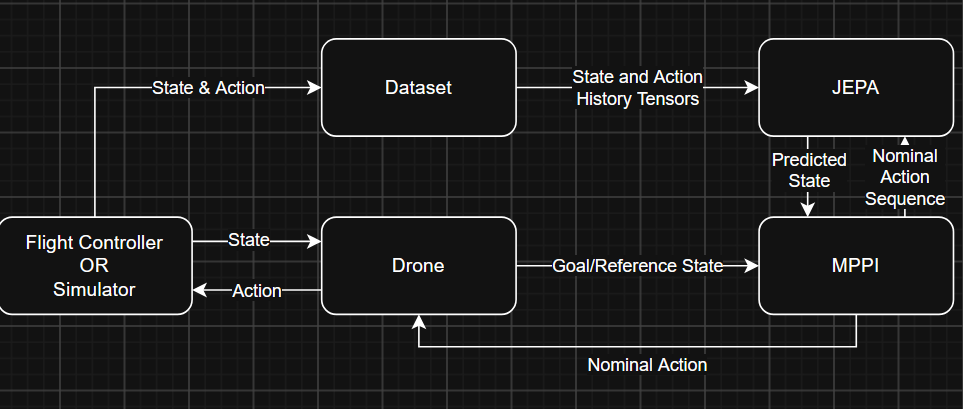 State & Action
Dataset
State and Action
History Tensors
JEPA
Predicted
State
Nominal
Action
Sequence
Flight Controller
OR
Simulator
State
Action
Drone
Goal/Reference State
MPPI
Nominal Action